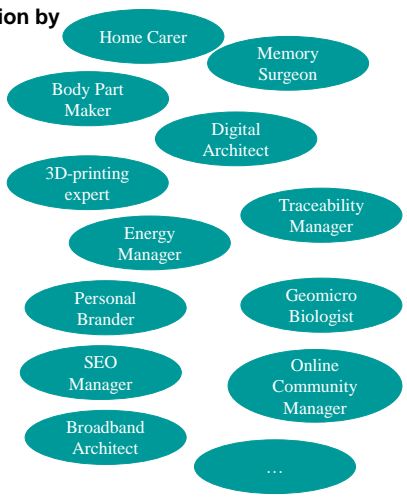 ion by
Home Carer
Memory
Surgeon
Body Part
Maker
Digital
Architect
3D-printing
expert
Traceability
Manager
Energy
Manager
Personal
Brander
Geomicro
Biologist
SEO
Manager
Online
Community
Manager
Broadband
Architect
…